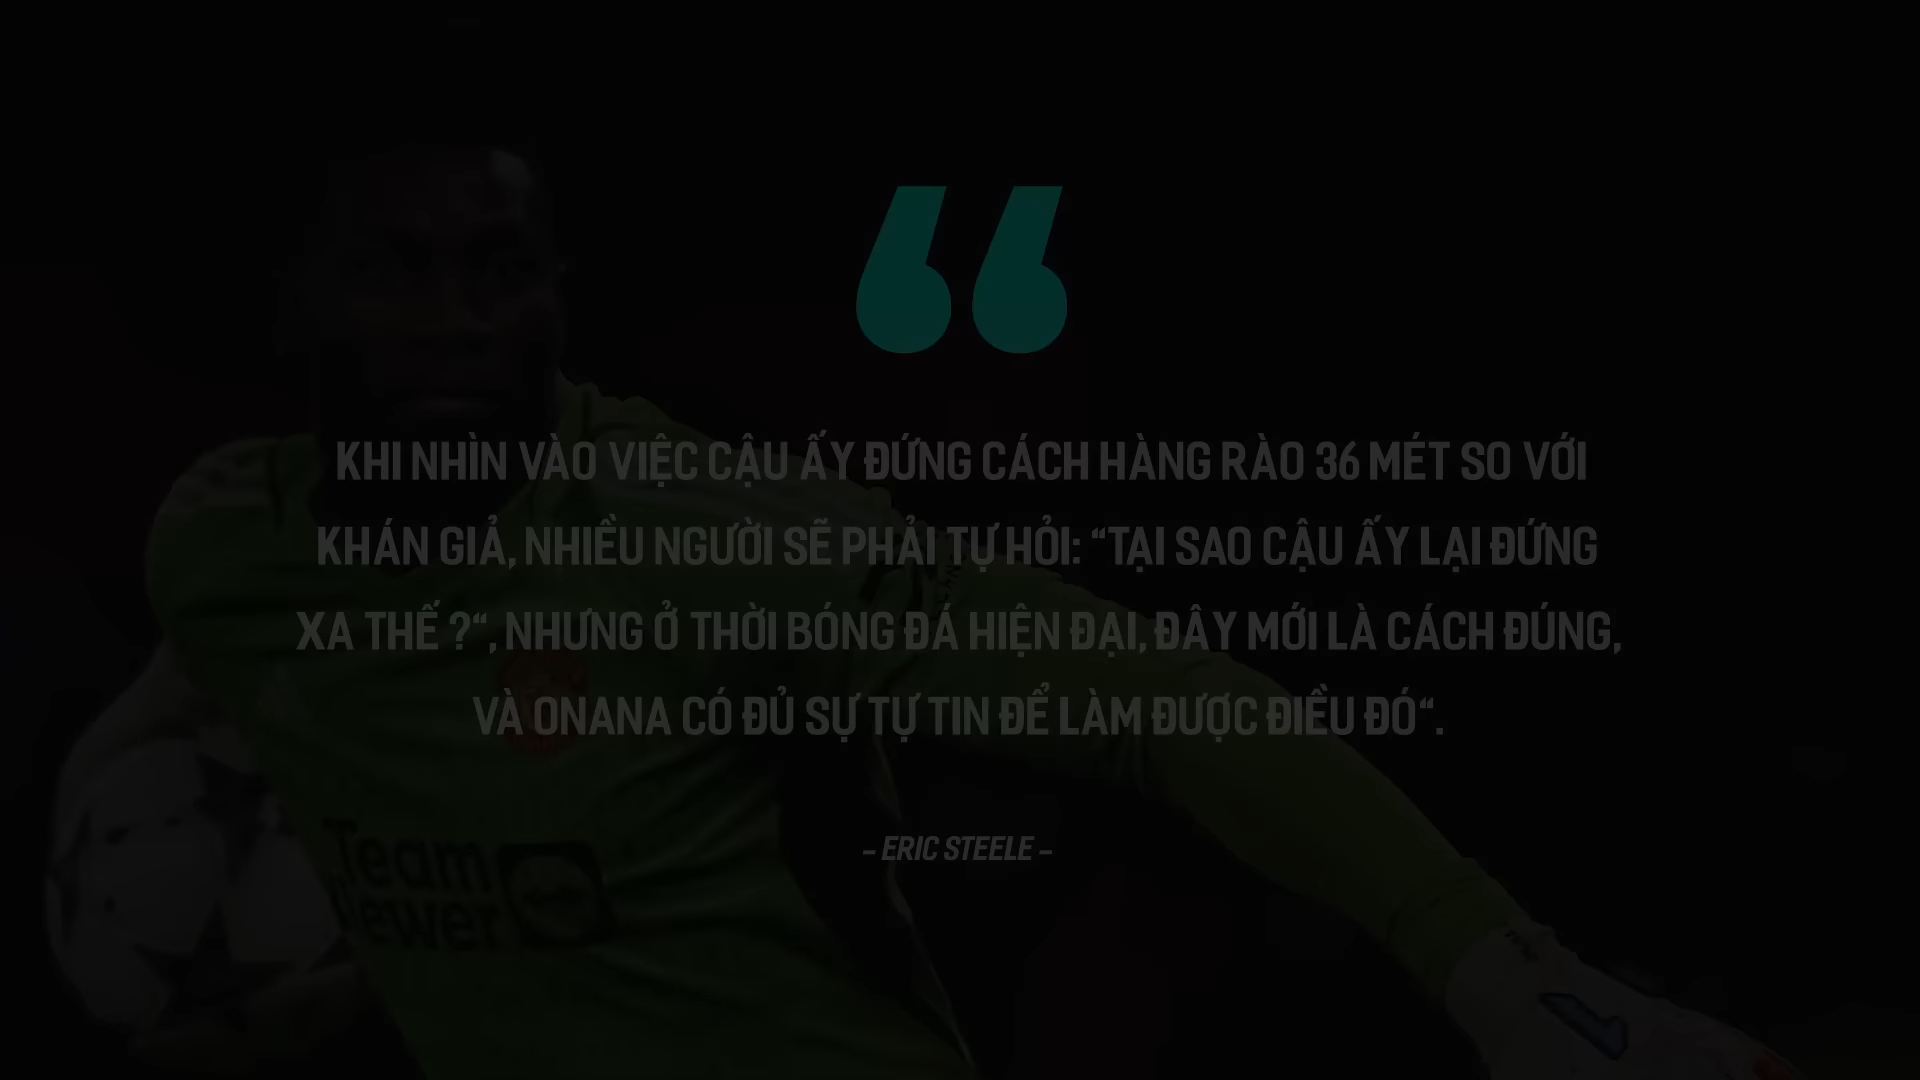 “
KHI NHÌN VÀO VIỆC CẬU ẤY ĐỨNG CÁCH HÀNG RÀO 36 MÉT SO VỚI
KHÁN GIẢ, NHIỀU NGƯỜI SẼ PHẢI TỰ HỎI: “TẠI SAO CẬU ẤY LẠI ĐỨNG
XA THẾ ?“, NHƯNG Ở THỜI BÓNG ĐÁ HIỆN ĐẠI, ĐÂY MỚI LÀ CÁCH ĐÚNG,
VÀ ONANA CÓ ĐỦ SỰ TỰ TIN ĐỂ LÀM ĐƯỢC ĐIỀU ĐÓ“.
– ERIC STEELE –
Team